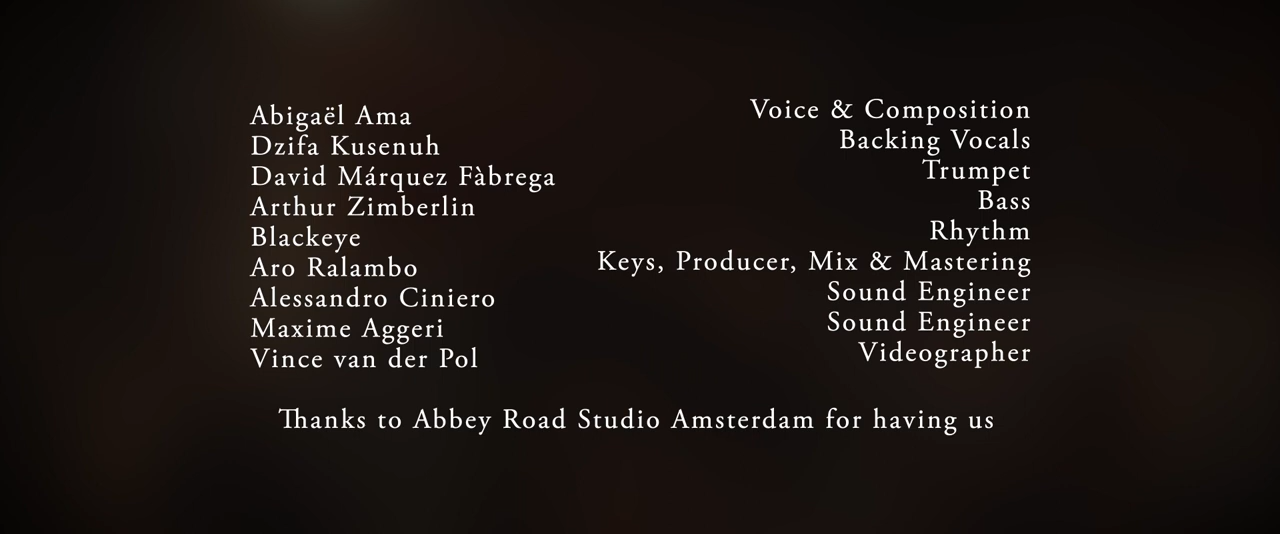 Abigaël Ama Voice & Composition
Dzifa Kusenuh Backing Vocals
David Márquez Fàbrega Trumpet
Arthur Zimberlin Bass
Blackeye Rhythm
Aro Ralambo Keys, Producer, Mix & Mastering
Alessandro Ciniero Sound Engineer
Maxime Aggeri Sound Engineer
Vince van der Pol Videographer
Thanks to Abbey Road Studio Amsterdam for having us